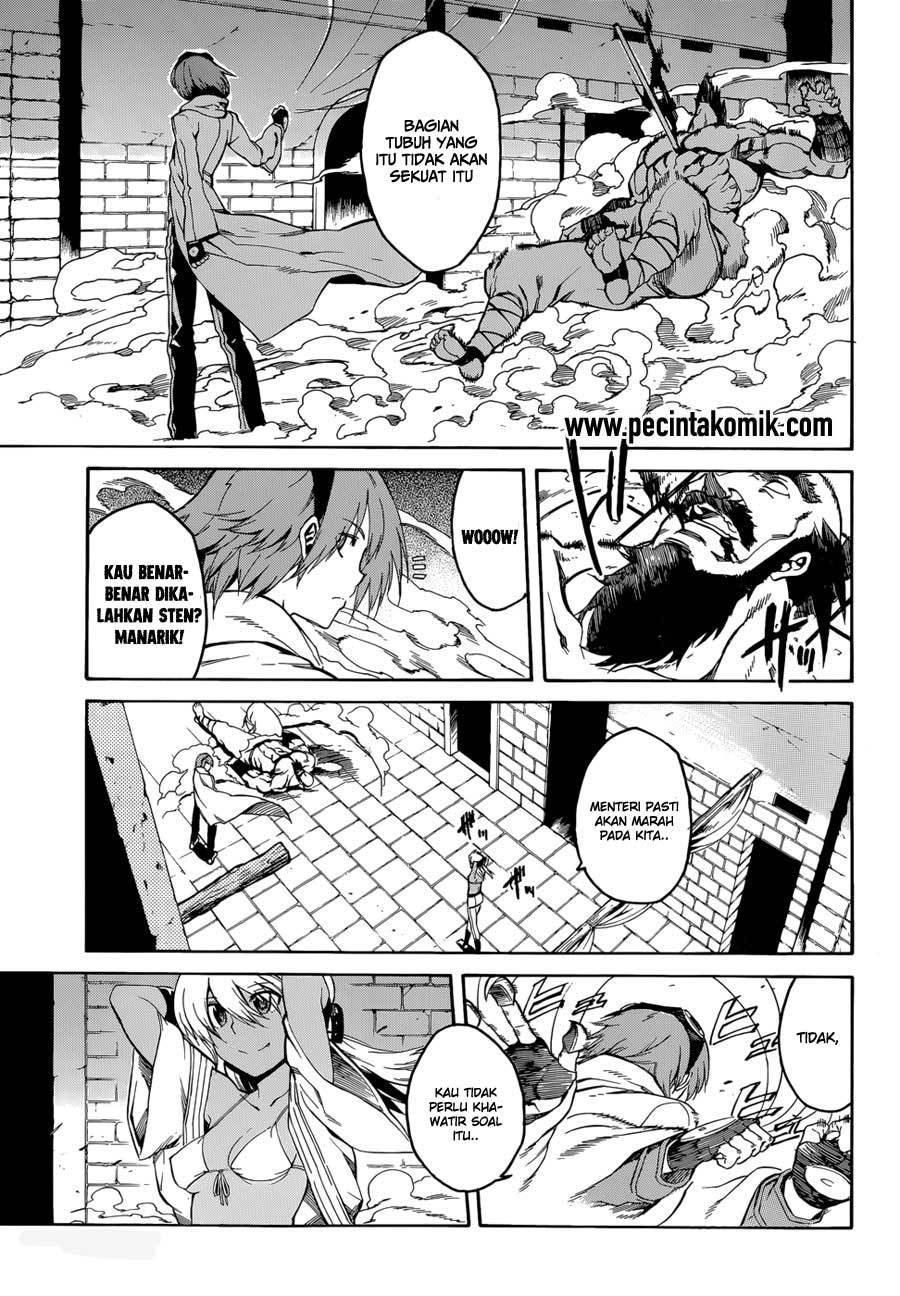 BAGIAN
TUBUH YANG
ITU TIDAK AKAN
SEKUAT ITU
www.pecintakomik.com
WOOOW!
KAU BENAR-
BENAR DIKA-
LAHKAN STEN?
MANARIK!
MENTERI PASTI
AKAN MARAH
PADA KITA..
TIDAK,
KAU TIDAK
PERLU KHA-
WATIR SOAL
ITU..